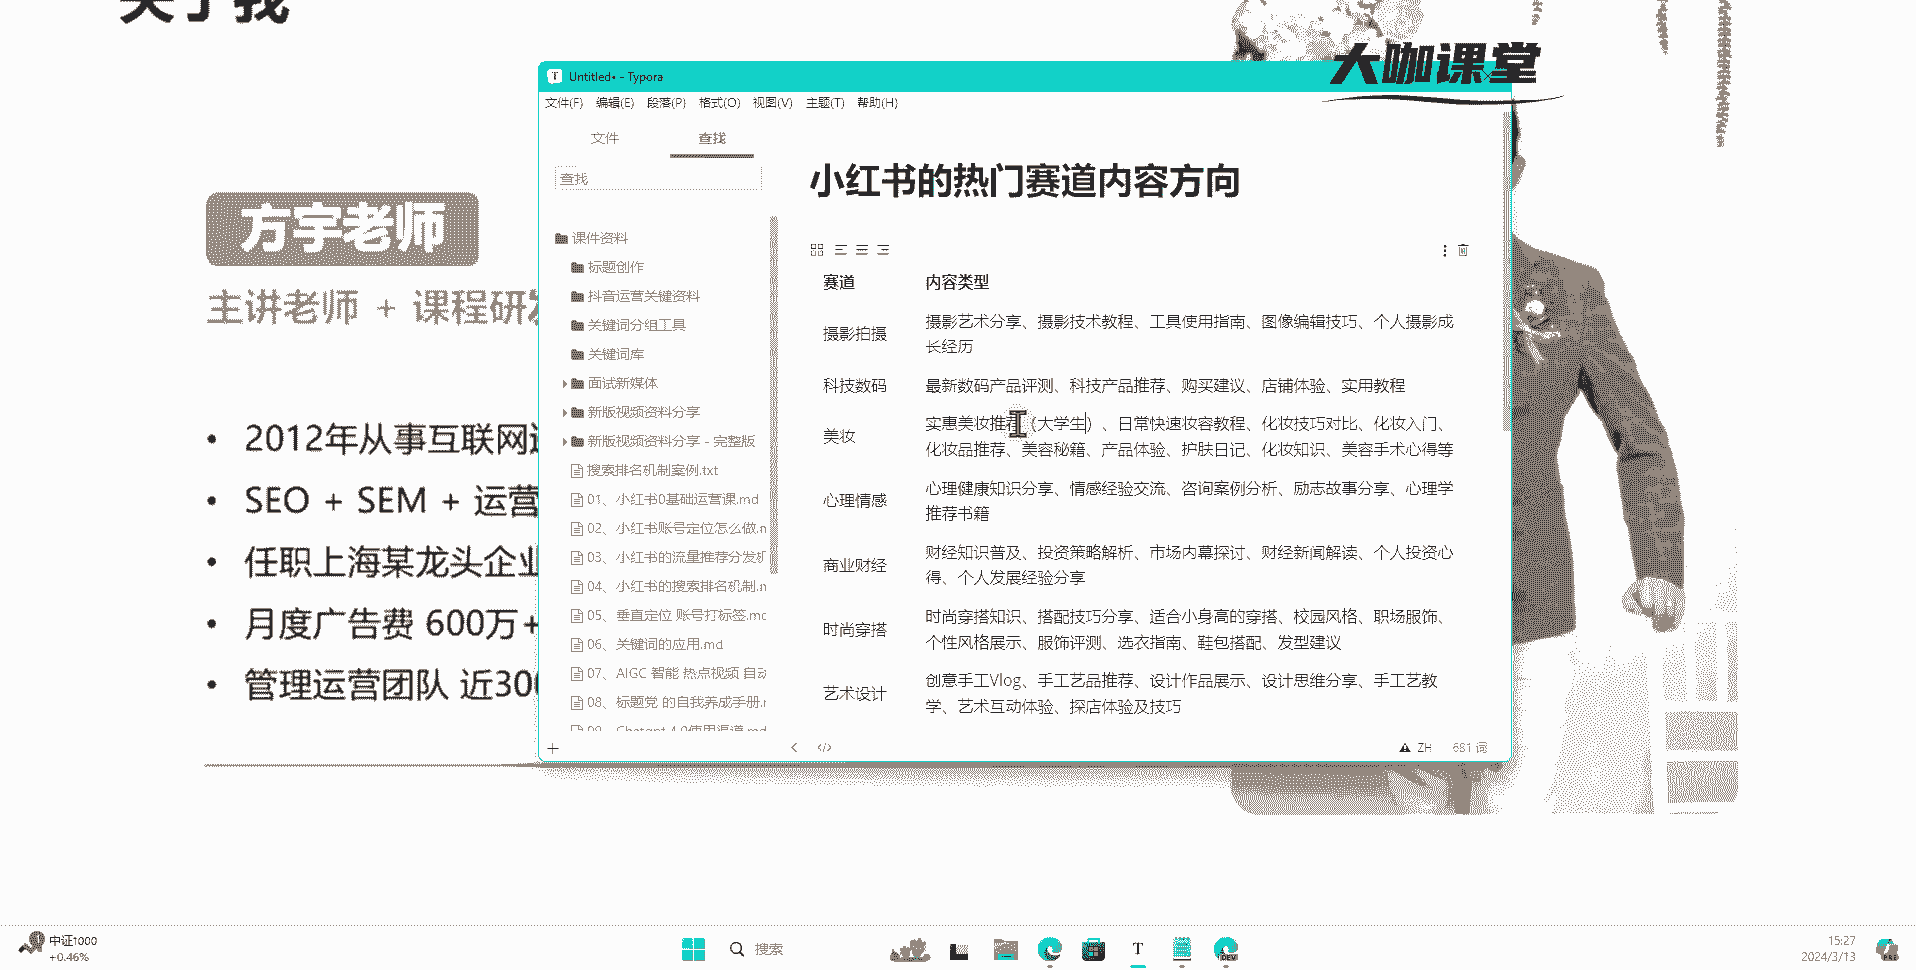 关于我
大咖课堂
方宇老师
主讲老师 + 课程研发
2012年从事互联网运
SEO + SEM + 运营
任职上海某龙头企业
月度广告费 600万+
管理运营团队 近300
Untitled• - Typora
文件(F) 编辑(E) 段落(P) 格式(O) 视图(V) 主题(T) 帮助(H)
文件 查找
查找
课件资料
标题创作
抖音运营关键资料
关键词分组工具
关键词库
面试新媒体
新版视频资料分享
新版视频资料分享 - 完整版
搜索排名机制案例.txt
01、小红书0基础运营课.md
02、小红书账号定位怎么做.m
03、小红书的流量推荐分发机
04、小红书的搜索排名机制.m
05、垂直定位 账号打标签.md
06、关键词的应用.md
07、AIGC 智能 热点视频 自动
08、标题党 的自我养成手册.m
09、Chatgpt 4.0使用渠道.md
小红书的热门赛道内容方向
赛道 内容类型
摄影拍摄 摄影艺术分享、摄影技术教程、工具使用指南、图像编辑技巧、个人摄影成
长经历
科技数码 最新数码产品评测、科技产品推荐、购买建议、店铺体验、实用教程
美妆 实惠美妆推荐（大学生）、日常快速妆容教程、化妆技巧对比、化妆入门、
化妆品推荐、美容秘籍、产品体验、护肤日记、化妆知识、美容手术心得等
心理情感 心理健康知识分享、情感经验交流、咨询案例分析、励志故事分享、心理学
推荐书籍
商业财经 财经知识普及、投资策略解析、市场内幕探讨、财经新闻解读、个人投资心
得、个人发展经验分享
时尚穿搭 时尚穿搭知识、搭配技巧分享、适合小身高的穿搭、校园风格、职场服饰、
个性风格展示、服饰评测、选衣指南、鞋包搭配、发型建议
艺术设计 创意手工Vlog、手工艺品推荐、设计作品展示、设计思维分享、手工艺教
学、艺术互动体验、探店体验及技巧
ZH 681 词
中证1000
+0.46%
搜索
T
DEV
15:27
2024/3/13
PRE